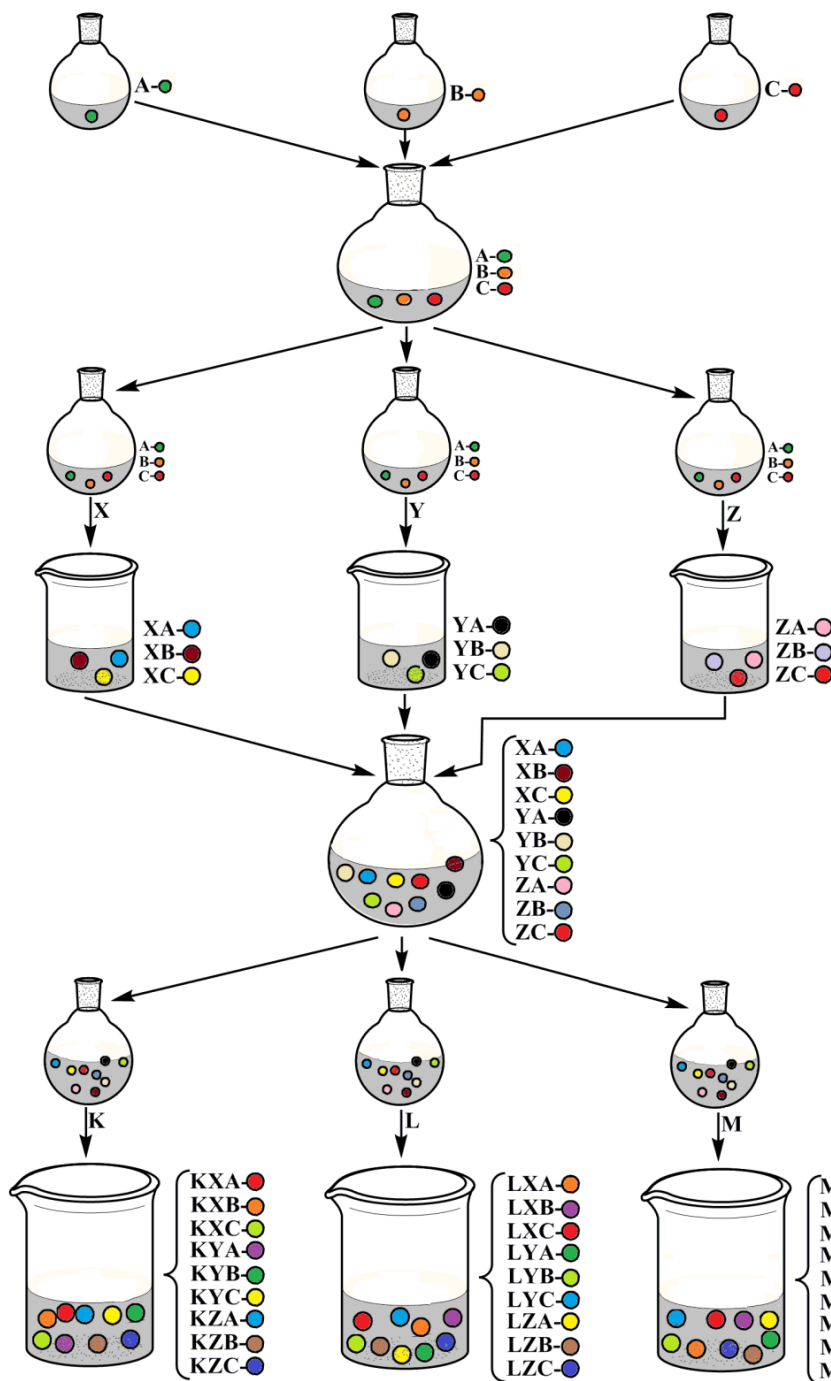 A-
B-
C-
A-
B-
C-
A-
B-
C-
A-
B-
C-
A-
B-
C-
X
Y
Z
XA-
XB-
XC-
YA-
YB-
YC-
ZA-
ZB-
ZC-
XA-
XB-
XC-
YA-
YB-
YC-
ZA-
ZB-
ZC-
K
L
M
KXA-
KXB-
KXC-
KYA-
KYB-
KYC-
KZA-
KZB-
KZC-
LXA-
LXB-
LXC-
LYA-
LYB-
LYC-
LZA-
LZB-
LZC-